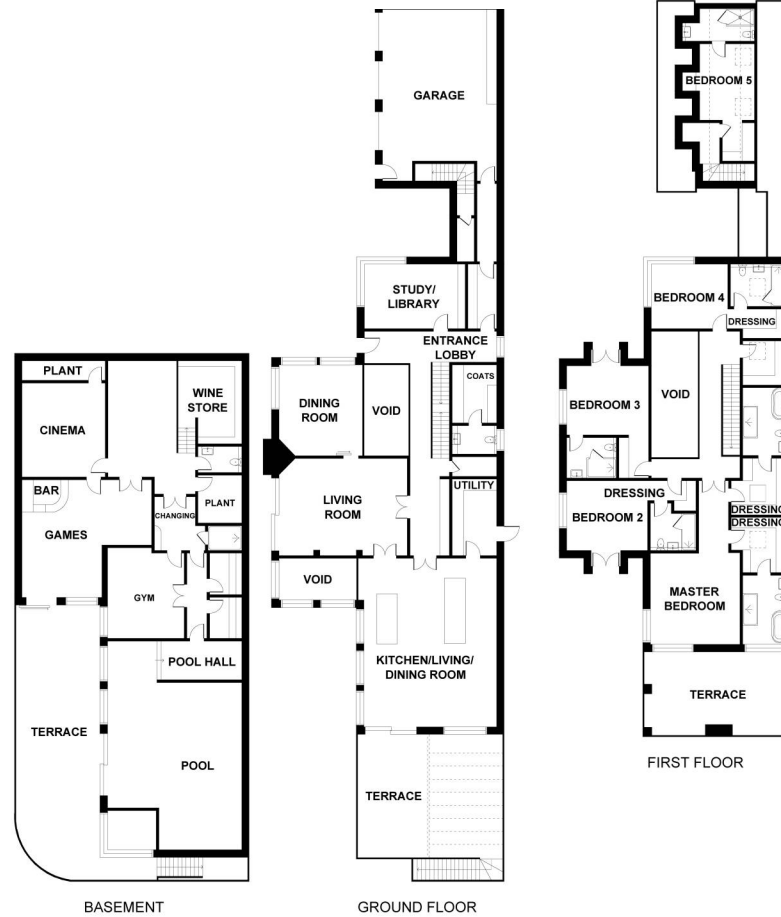 PLANT
CINEMA
WINE
STORE
BAR
GAMES
CHANGING
PLANT
GYM
POOL HALL
TERRACE
POOL
BASEMENT
GARAGE
STUDY/
LIBRARY
ENTRANCE
LOBBY
COATS
DINING
ROOM
VOID
LIVING
ROOM
UTILITY
VOID
KITCHEN/LIVING/
DINING ROOM
TERRACE
GROUND FLOOR
BEDROOM 5
BEDROOM 4
DRESSING
BEDROOM 3
VOID
DRESSING
BEDROOM 2
DRESSING
DRESSING
MASTER
BEDROOM
TERRACE
FIRST FLOOR